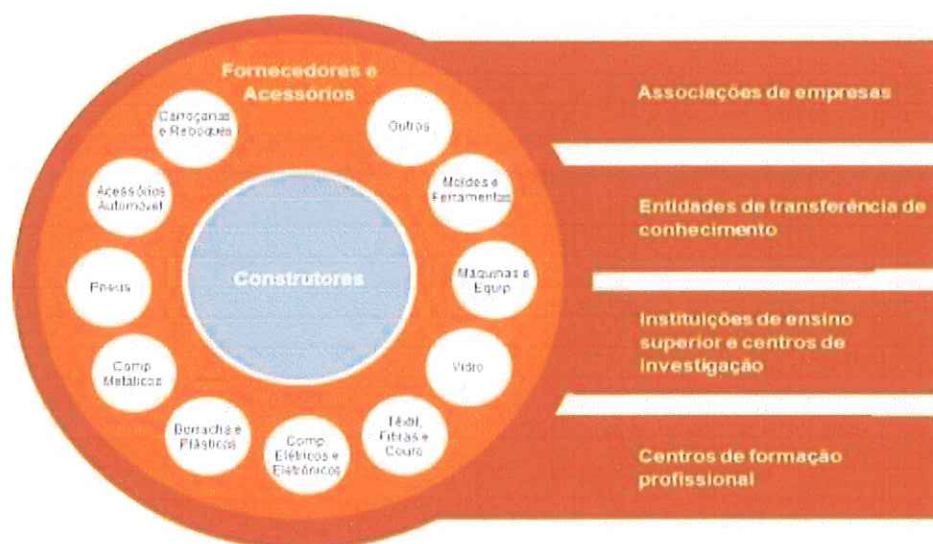 Fornecedores e
Acessórios
Carroçarias
e Reboques
Outros
Acessórios
Automóvel
Moldes e
Ferramentas
Construtores
Pneus
Máquinas e
Equip
Comp
Metálicos
Vidro
Borracha e
Plásticos
Comp
Elétricos e
Eletrónicos
Têxtil,
Fibras e
Couro
Associações de empresas
Entidades de transferência de
conhecimento
Instituições de ensino
superior e centros de
investigação
Centros de formação
profissional